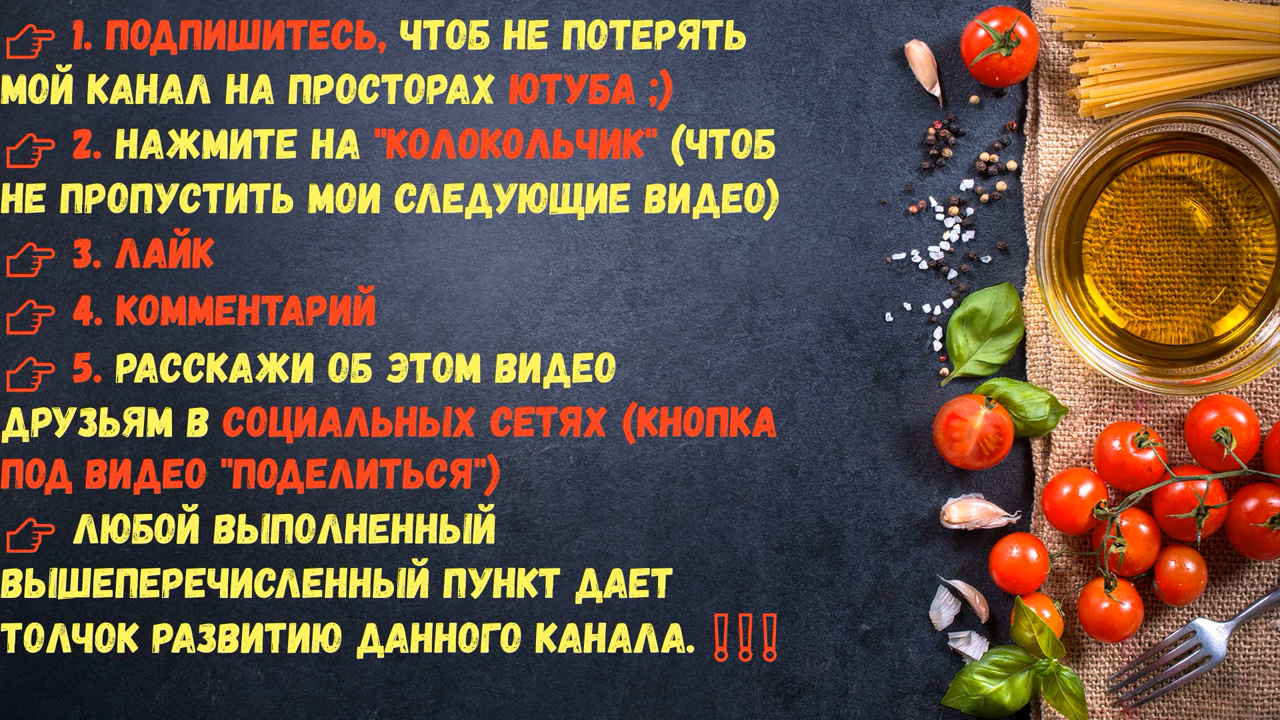 👉 1. ПОДПИШИТЕСЬ, ЧТОБ НЕ ПОТЕРЯТЬ
МОЙ КАНАЛ НА ПРОСТОРАХ ЮТУБА ;)
👉 2. НАЖМИТЕ НА "КОЛОКОЛЬЧИК" (ЧТОБ
НЕ ПРОПУСТИТЬ МОИ СЛЕДУЮЩИЕ ВИДЕО)
👉 3. ЛАЙК
👉 4. КОММЕНТАРИЙ
👉 5. РАССКАЖИ ОБ ЭТОМ ВИДЕО
ДРУЗЬЯМ В СОЦИАЛЬНЫХ СЕТЯХ (КНОПКА
ПОД ВИДЕО "ПОДЕЛИТЬСЯ")
👉 ЛЮБОЙ ВЫПОЛНЕННЫЙ
ВЫШЕПЕРЕЧИСЛЕННЫЙ ПУНКТ ДАЕТ
ТОЛЧОК РАЗВИТИЮ ДАННОГО КАНАЛА. ❗❗❗